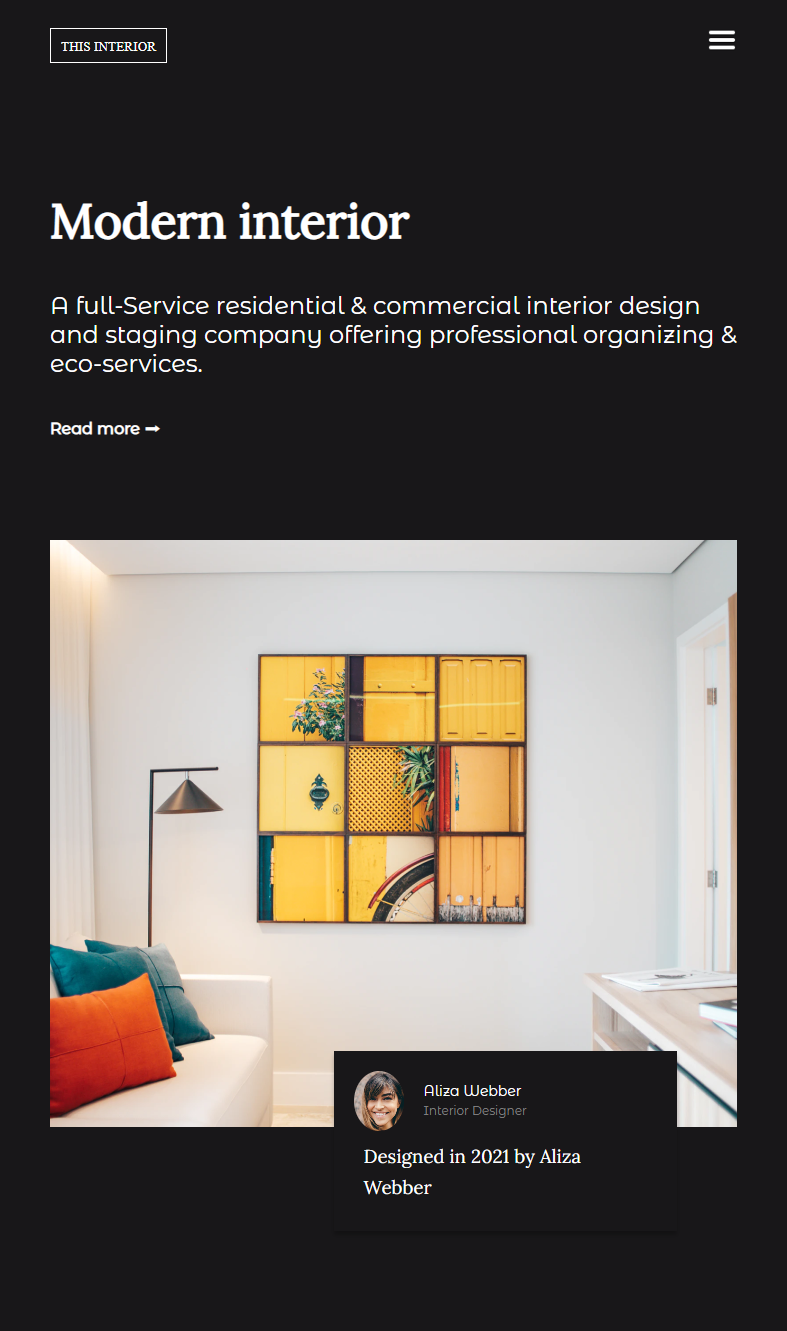 THIS INTERIOR
Modern interior
A full-Service residential & commercial interior design
and staging company offering professional organizing &
eco-services.
Read more ➞
Aliza Webber
Interior Designer
Designed in 2021 by Aliza
Webber